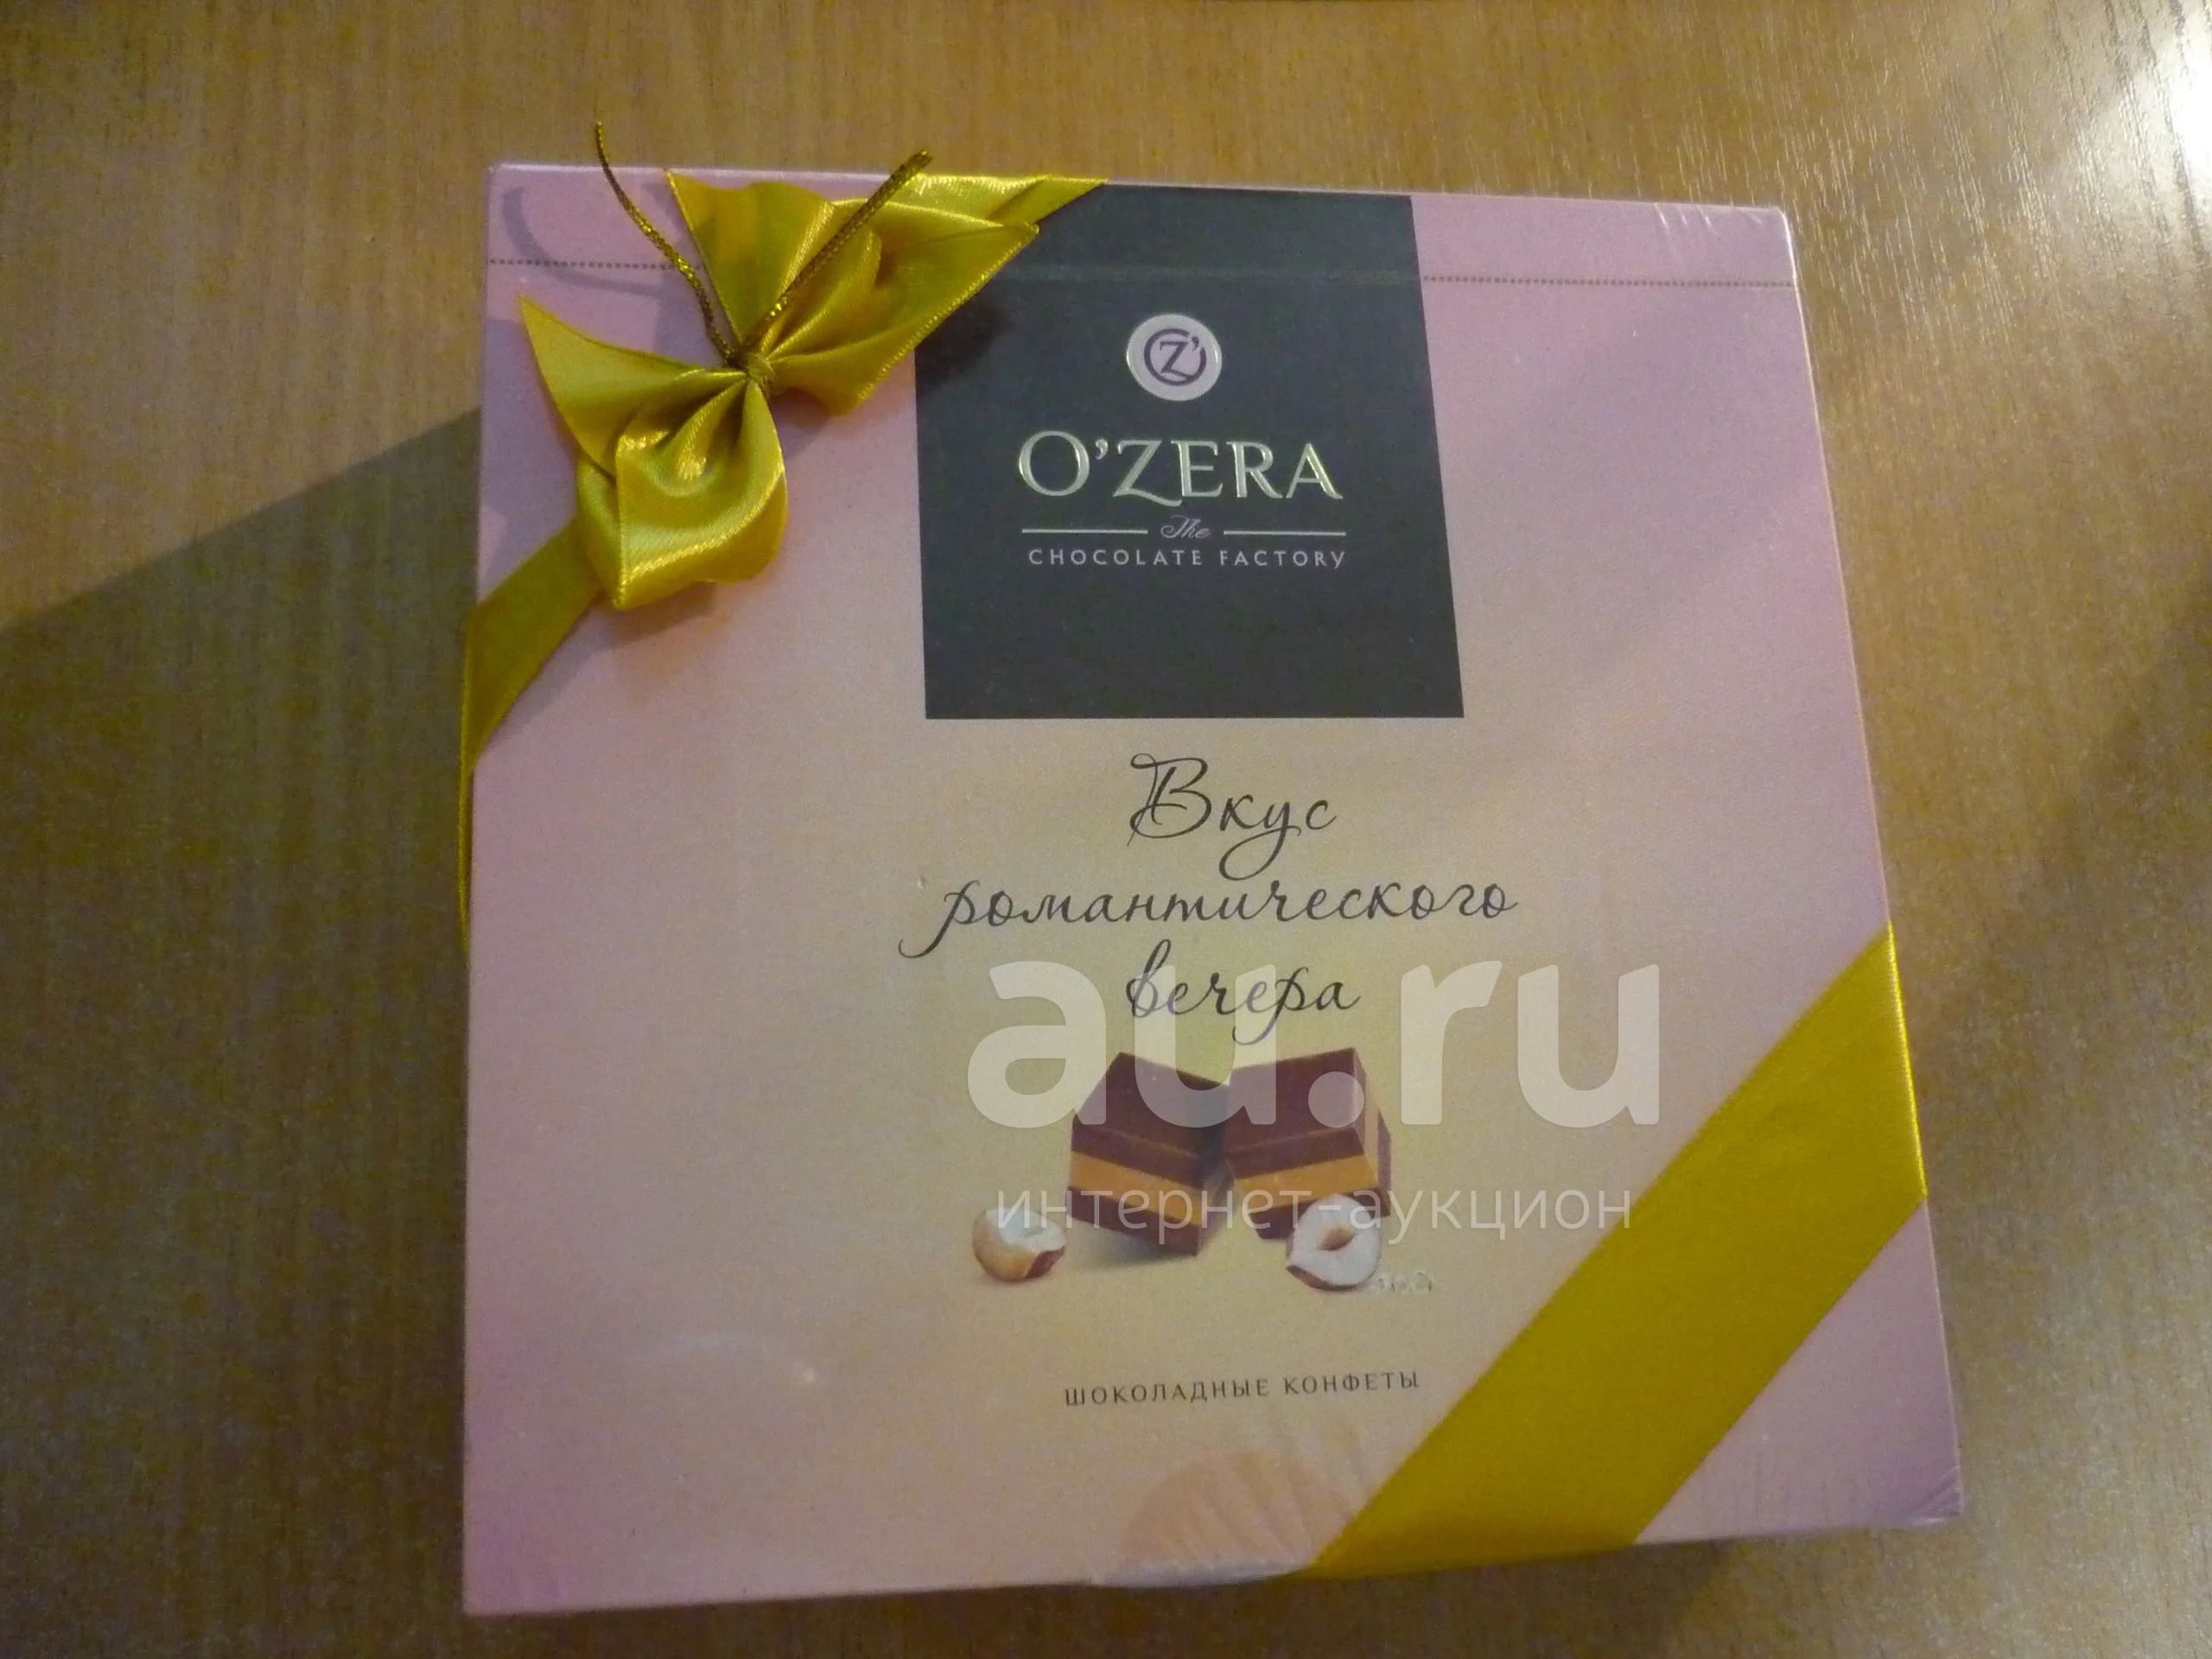 O'ZERA
The
CHOCOLATE FACTORY
Вкус
романтического
вечера
au.ru
интернет-аукцион
ШОКОЛАДНЫЕ КОНФЕТЫ